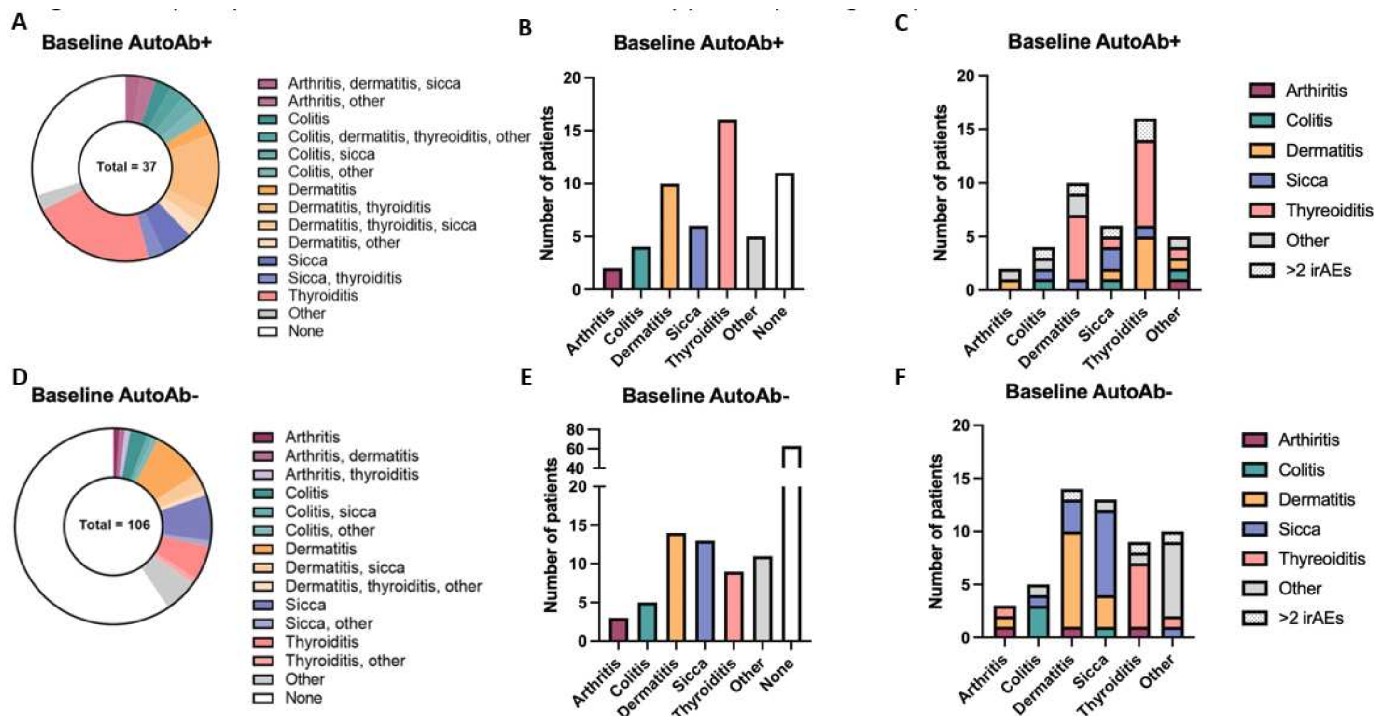 A
Baseline AutoAb+
Total = 37
Arthritis, dermatitis, sicca
Arthritis, other
Colitis
Colitis, dermatitis, thyreoiditis, other
Colitis, sicca
Colitis, other
Dermatitis
Dermatitis, thyroiditis
Dermatitis, thyroiditis, sicca
Dermatitis, other
Sicca
Sicca, thyroiditis
Thyroiditis
Other
None
B
Baseline AutoAb+
Number of patients
20
15
10
5
0
Arthritis
Colitis
Dermatitis
Sicca
Thyroiditis
Other
None
C
Baseline AutoAb+
Number of patients
20
15
10
5
0
Arthritis
Colitis
Dermatitis
Sicca
Thyroiditis
Other
Arthiritis
Colitis
Dermatitis
Sicca
Thyreoiditis
Other
>2 irAEs
D
Baseline AutoAb-
Total = 106
Arthritis
Arthritis, dermatitis
Arthritis, thyroiditis
Colitis
Colitis, sicca
Colitis, other
Dermatitis
Dermatitis, sicca
Dermatitis, thyroiditis, other
Sicca
Sicca, other
Thyroiditis
Thyroiditis, other
Other
None
E
Baseline AutoAb-
Number of patients
80
60
40
20
15
10
5
0
Arthritis
Colitis
Dermatitis
Sicca
Thyroiditis
Other
None
F
Baseline AutoAb-
Number of patients
20
15
10
5
0
Arthritis
Colitis
Dermatitis
Sicca
Thyroiditis
Other
Arthiritis
Colitis
Dermatitis
Sicca
Thyreoiditis
Other
>2 irAEs